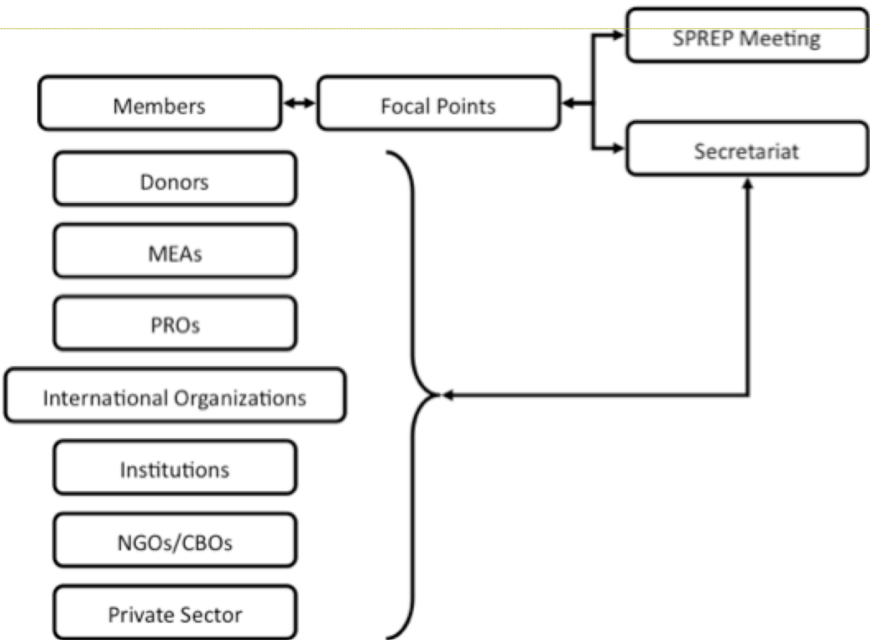 SPREP Meeting
Members
Focal Points
Secretariat
Donors
MEAs
PROs
International Organizations
Institutions
NGOs/CBOs
Private Sector